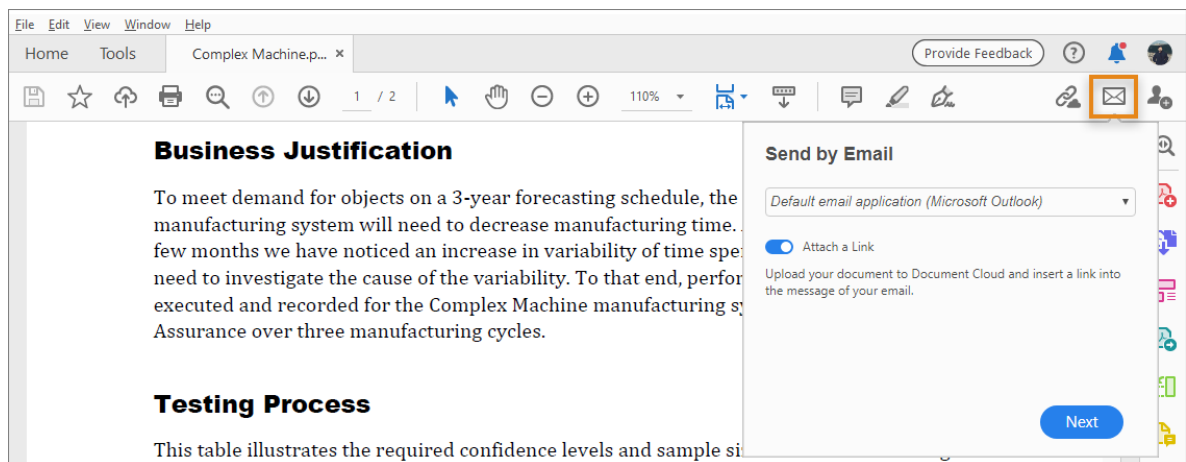 File Edit View Window Help
Home Tools Complex Machine.p... × Provide Feedback ?
1 / 2 110%
Business Justification
To meet demand for objects on a 3-year forecasting schedule, the
manufacturing system will need to decrease manufacturing time.
few months we have noticed an increase in variability of time spe
need to investigate the cause of the variability. To that end, perfor
executed and recorded for the Complex Machine manufacturing sy
Assurance over three manufacturing cycles.
Testing Process
This table illustrates the required confidence levels and sample si
Send by Email
Default email application (Microsoft Outlook)
Attach a Link
Upload your document to Document Cloud and insert a link into
the message of your email.
Next